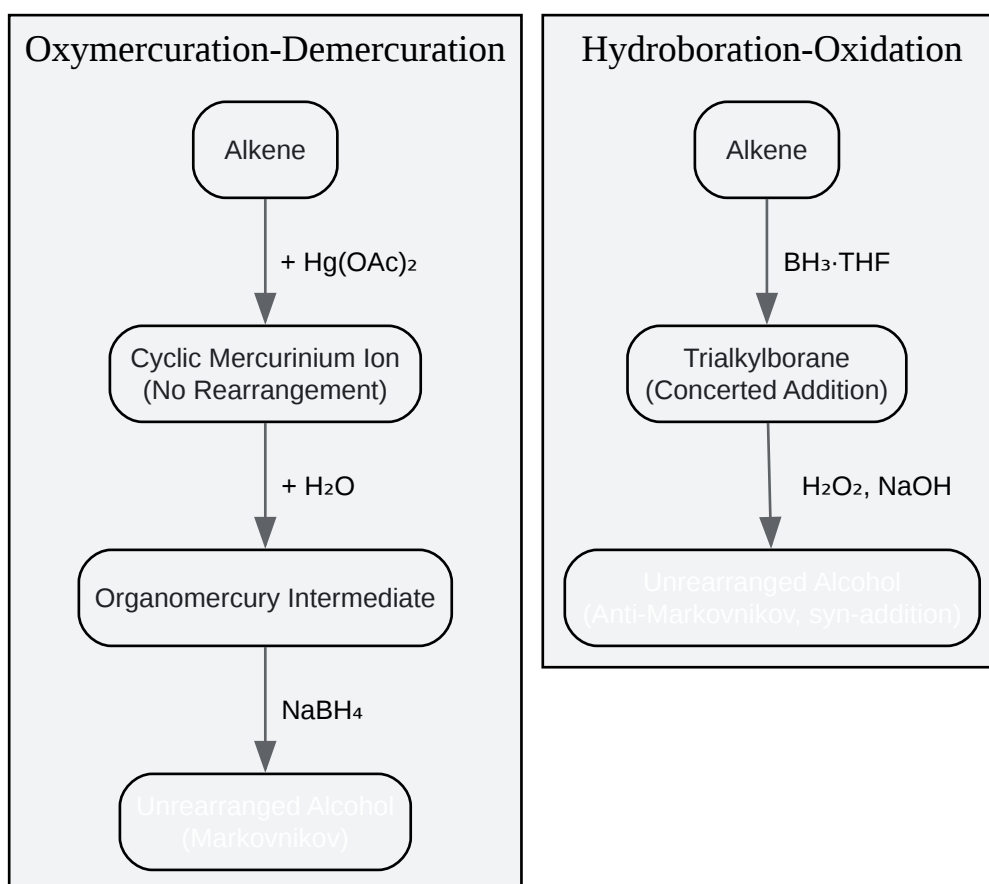 Oxymercuration-Demercuration
Alkene
+ Hg(OAc)₂
Cyclic Mercurinium Ion
(No Rearrangement)
+ H₂O
Organomercury Intermediate
NaBH₄
Unrearranged Alcohol
(Markovnikov)
Hydroboration-Oxidation
Alkene
BH₃·THF
Trialkylborane
(Concerted Addition)
H₂O₂, NaOH
Unrearranged Alcohol
(Anti-Markovnikov, syn-addition)